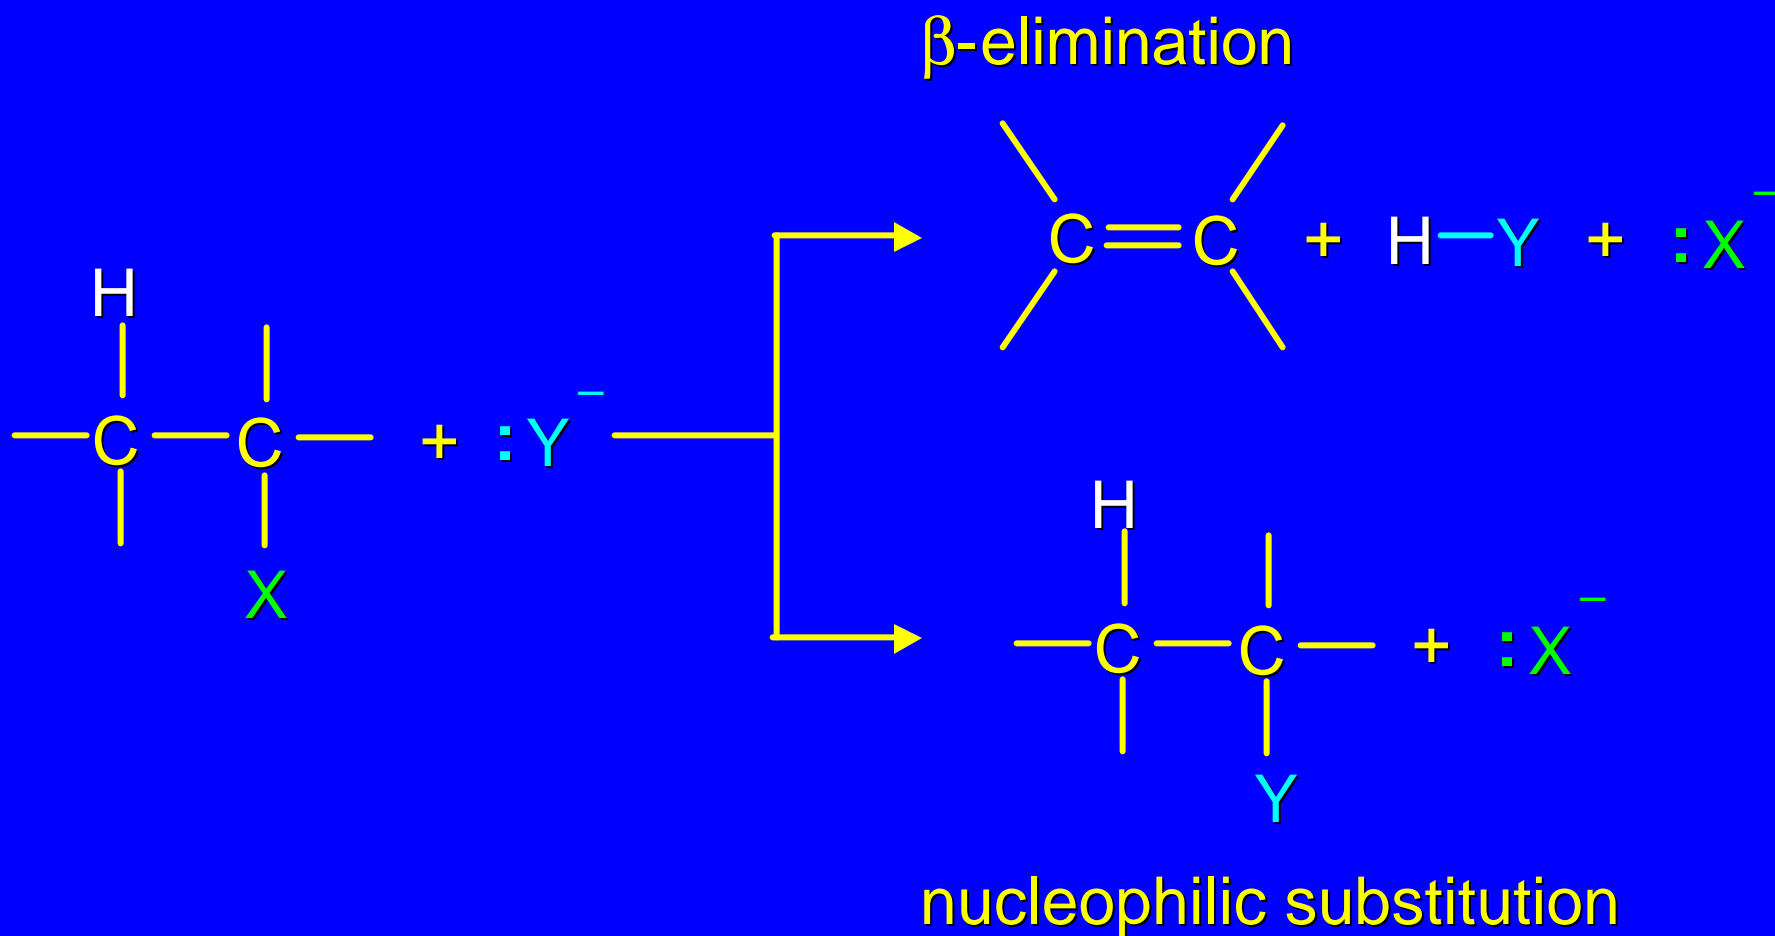 β-elimination
C=C + H–Y + :X–
H
C C + :Y–
X
H
C C + :X–
Y
nucleophilic substitution